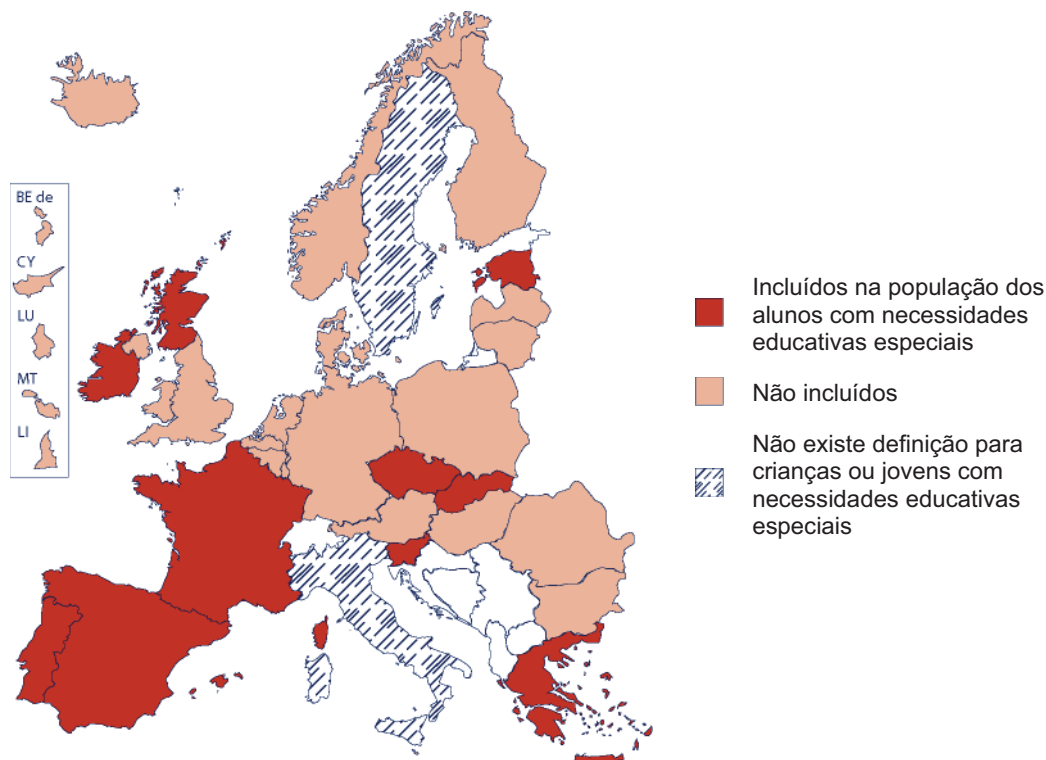 BE de
CY
LU
MT
LI
Incluídos na população dos
alunos com necessidades
educativas especiais
Não incluídos
Não existe definição para
crianças ou jovens com
necessidades educativas
especiais